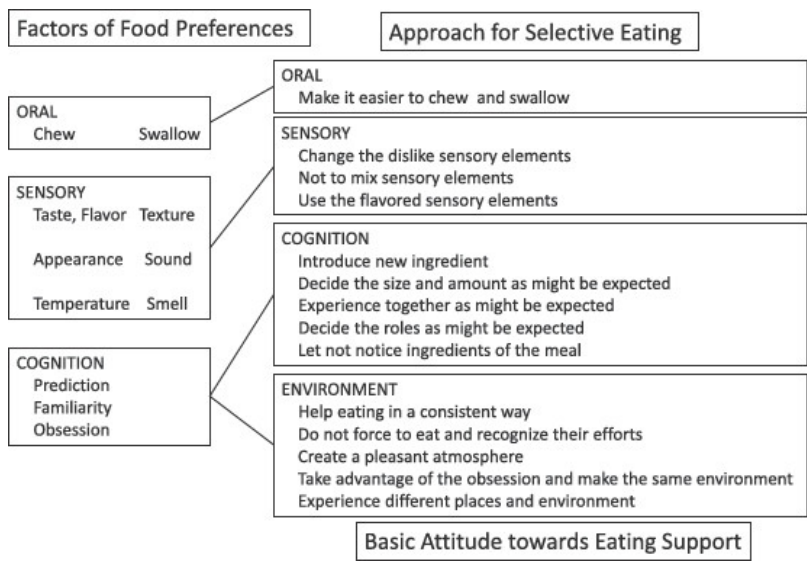 Factors of Food Preferences
ORAL
Chew Swallow
SENSORY
Taste, Flavor Texture
Appearance Sound
Temperature Smell
COGNITION
Prediction
Familiarity
Obsession
Approach for Selective Eating
ORAL
Make it easier to chew and swallow
SENSORY
Change the dislike sensory elements
Not to mix sensory elements
Use the flavored sensory elements
COGNITION
Introduce new ingredient
Decide the size and amount as might be expected
Experience together as might be expected
Decide the roles as might be expected
Let not notice ingredients of the meal
ENVIRONMENT
Help eating in a consistent way
Do not force to eat and recognize their efforts
Create a pleasant atmosphere
Take advantage of the obsession and make the same environment
Experience different places and environment
Basic Attitude towards Eating Support